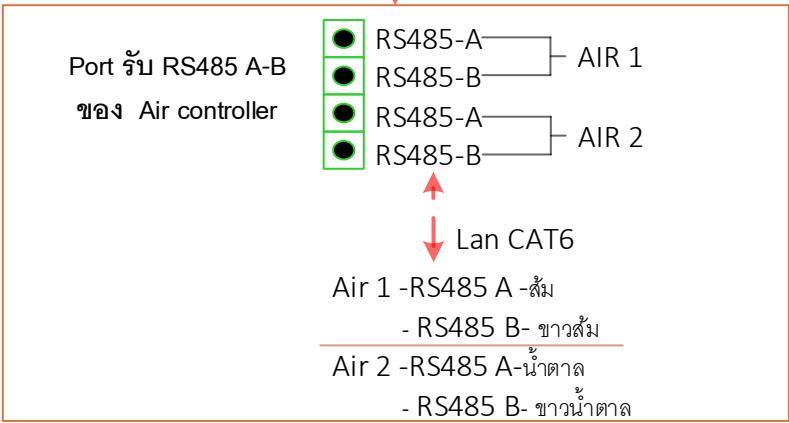 Port รับ RS485 A-B
ของ Air controller
RS485-A
RS485-B
AIR 1
RS485-A
RS485-B
AIR 2
Lan CAT6
Air 1 -RS485 A -ส้ม
- RS485 B- ขาวส้ม
Air 2 -RS485 A-น้ำตาล
- RS485 B- ขาวน้ำตาล